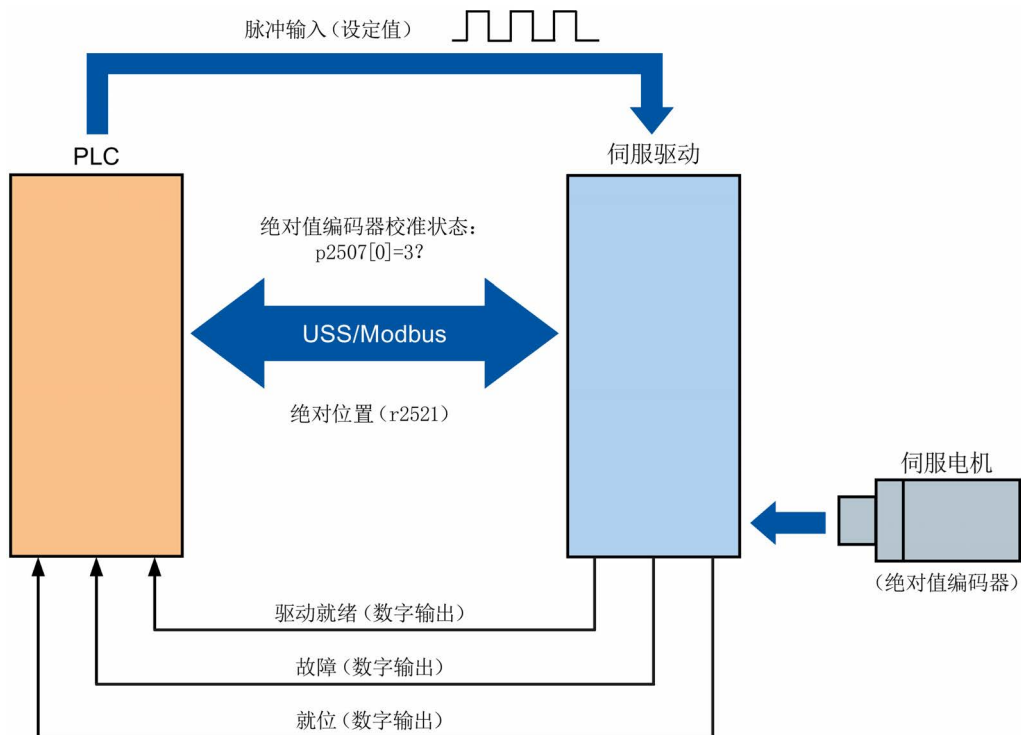 脉冲输入(设定值)
PLC
伺服驱动
绝对值编码器校准状态:
p2507[0]=3?
USS/Modbus
绝对位置(r2521)
伺服电机
(绝对值编码器)
驱动就绪(数字输出)
故障(数字输出)
就位(数字输出)